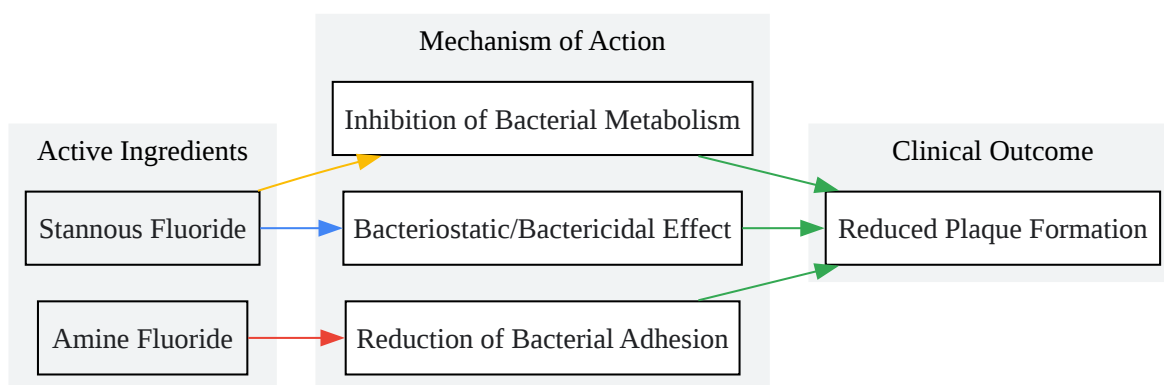 Active Ingredients
Stannous Fluoride
Amine Fluoride
Mechanism of Action
Inhibition of Bacterial Metabolism
Bacteriostatic/Bactericidal Effect
Reduction of Bacterial Adhesion
Clinical Outcome
Reduced Plaque Formation